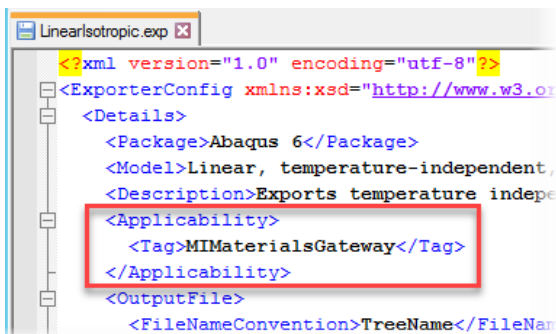 LinearIsotropic.exp
<?xml version="1.0" encoding="utf-8"?>
<ExporterConfig xmlns:xsd="http://www.w3.or
<Details>
<Package>Abaqus 6</Package>
<Model>Linear, temperature-independent,
<Description>Exports temperature indepe
<Applicability>
<Tag>MIMaterialsGateway</Tag>
</Applicability>
<OutputFile>
<FileNameConvention>TreeName</FileNam